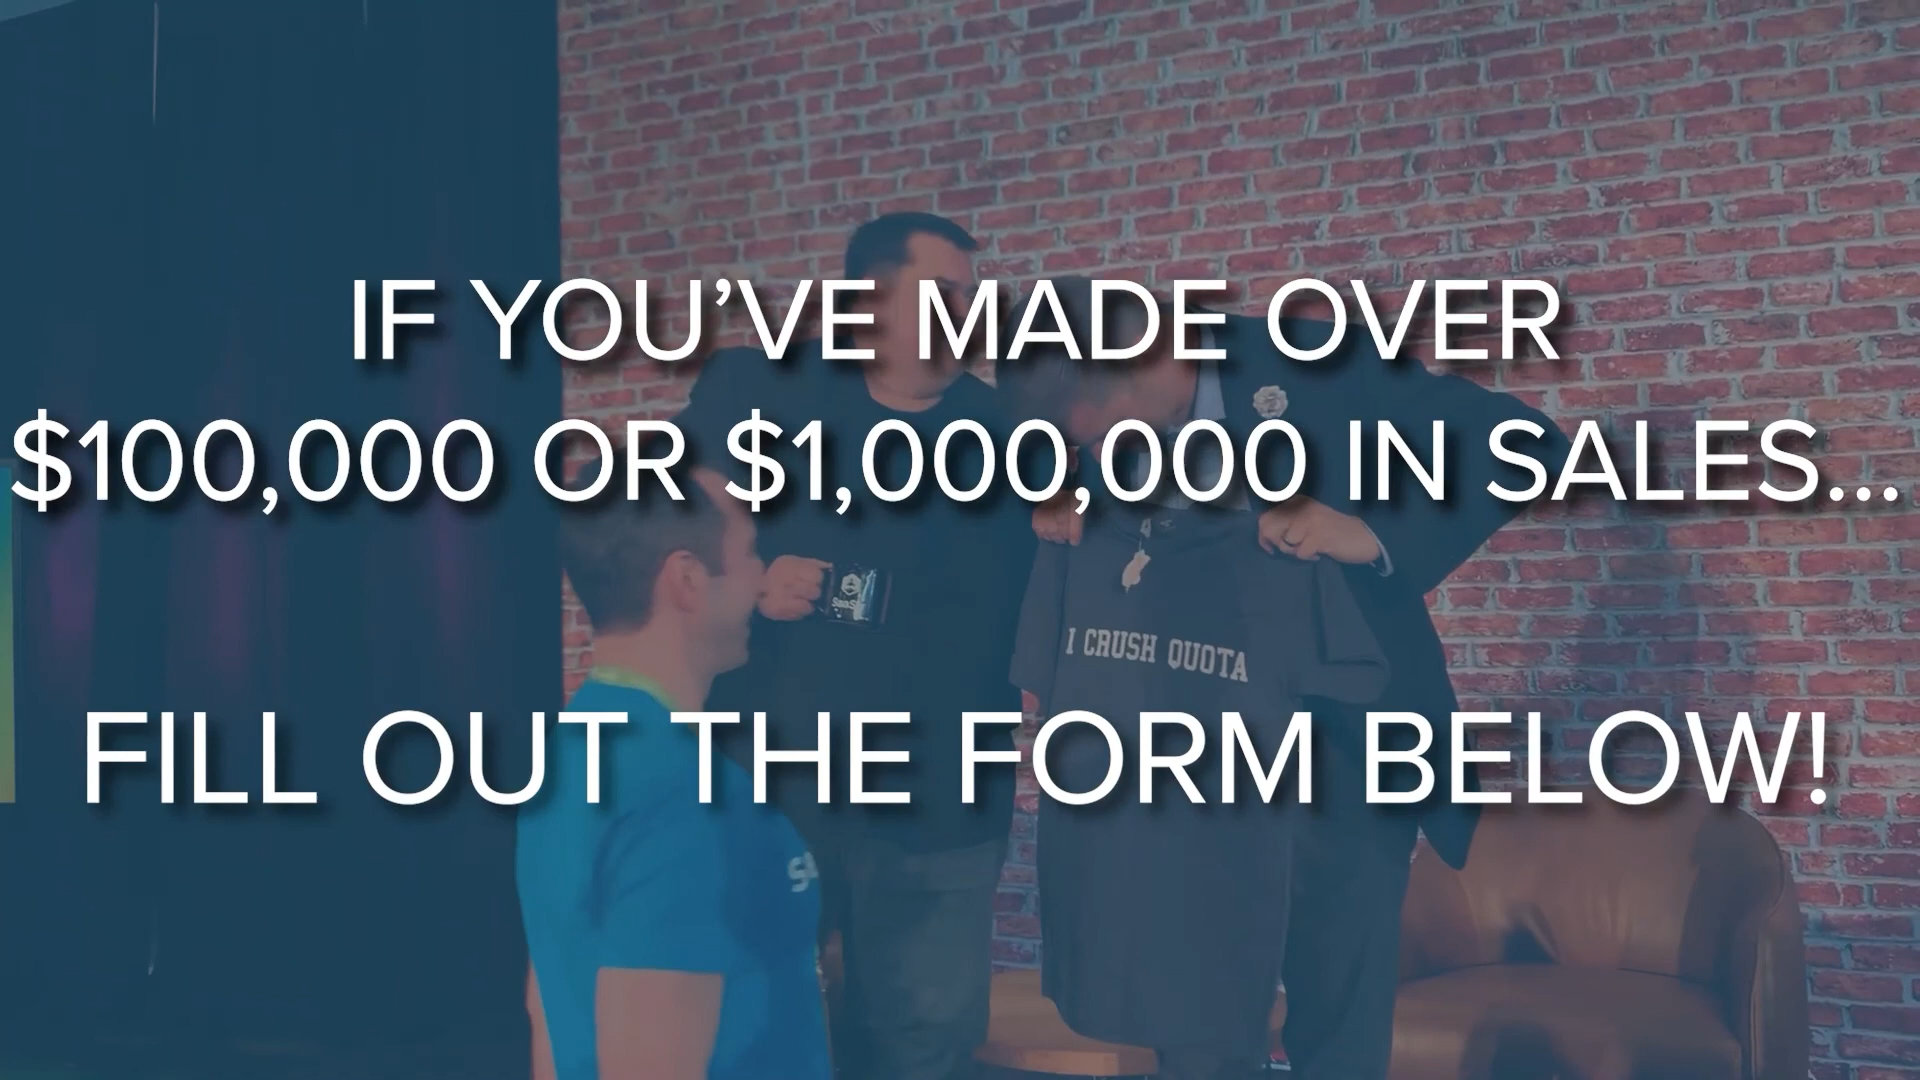 IF YOU’VE MADE OVER
$100,000 OR $1,000,000 IN SALES...
I CRUSH QUOTA
FILL OUT THE FORM BELOW!